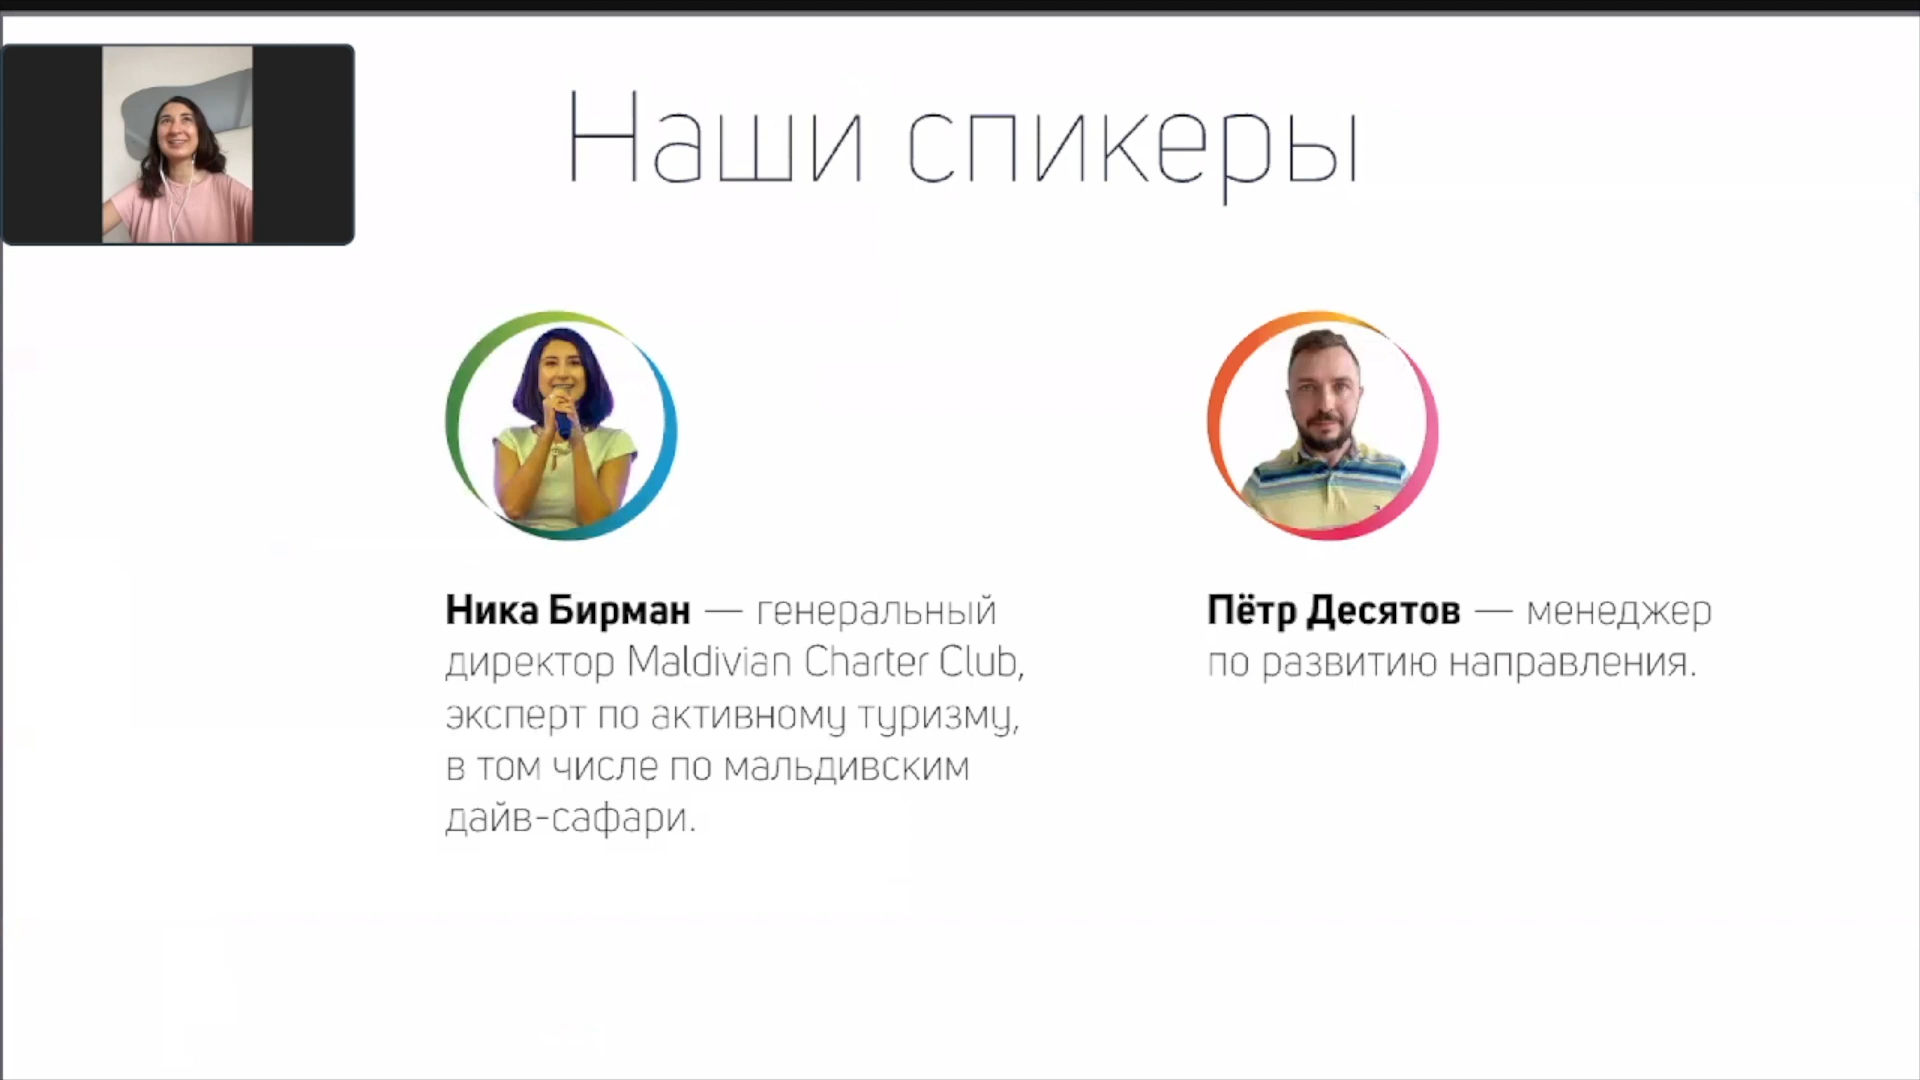 Наши спикеры
Ника Бирман — генеральный
директор Maldivian Charter Club,
эксперт по активному туризму,
в том числе по мальдивским
дайв-сафари.
Пётр Десятов — менеджер
по развитию направления.